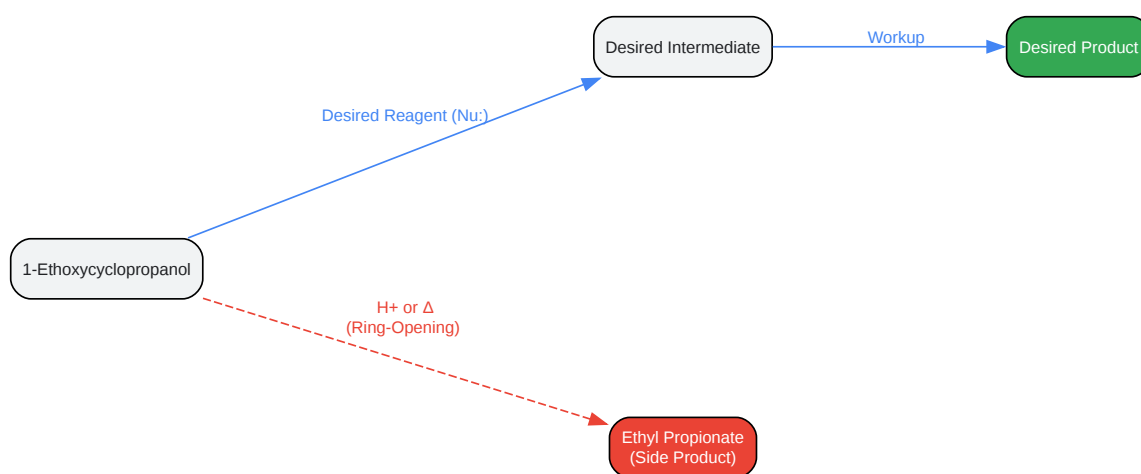 Desired Intermediate
Workup
Desired Product
Desired Reagent (Nu:)
1-Ethoxycyclopropanol
H+ or Δ
(Ring-Opening)
Ethyl Propionate
(Side Product)